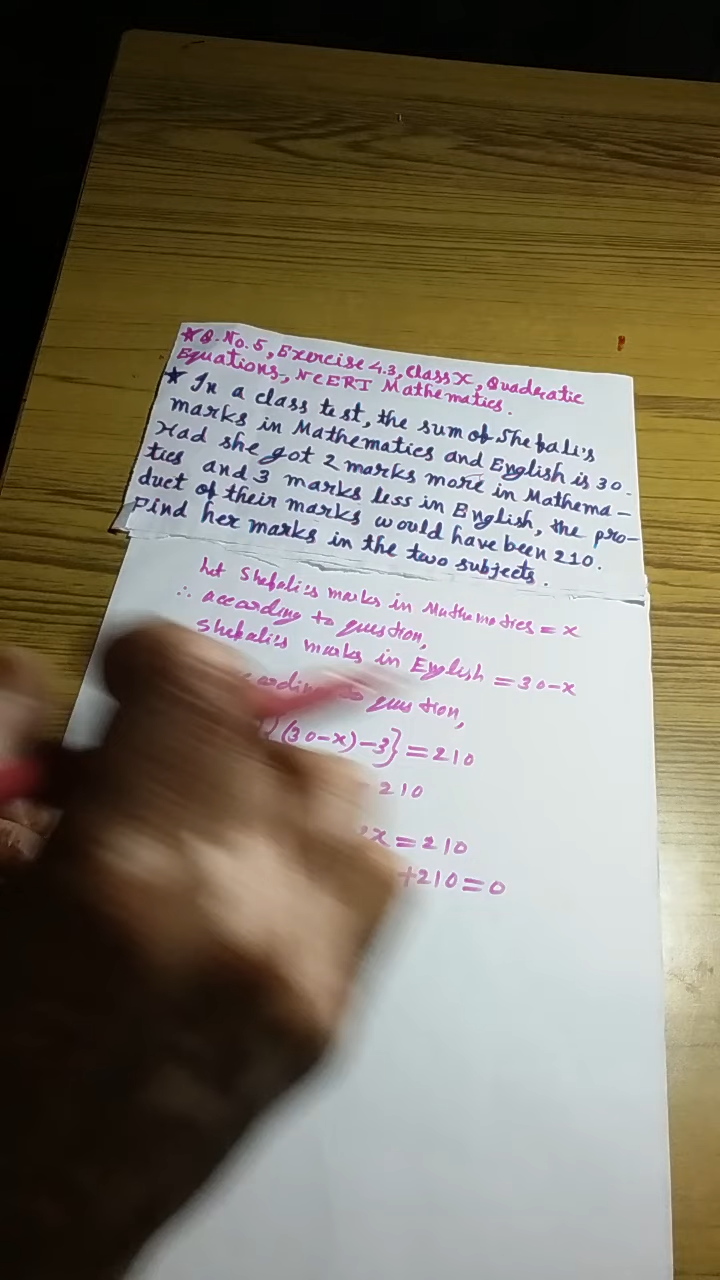 ★ Q. No. 5, Exercise 4.3, Class X, Quadratic
Equations, NCERT Mathematics.
★ In a class test, the sum of Shefali's
marks in Mathematics and English is 30.
Had she got 2 marks more in Mathema-
tics and 3 marks less in English, the pro-
duct of their marks would have been 210.
Find her marks in the two subjects.
Let Shefali's marks in Mathematics = x
∴ according to question,
Shefali's marks in English = 30-x
to question,
{(30-x)-3} = 210
210
x = 210
+210=0